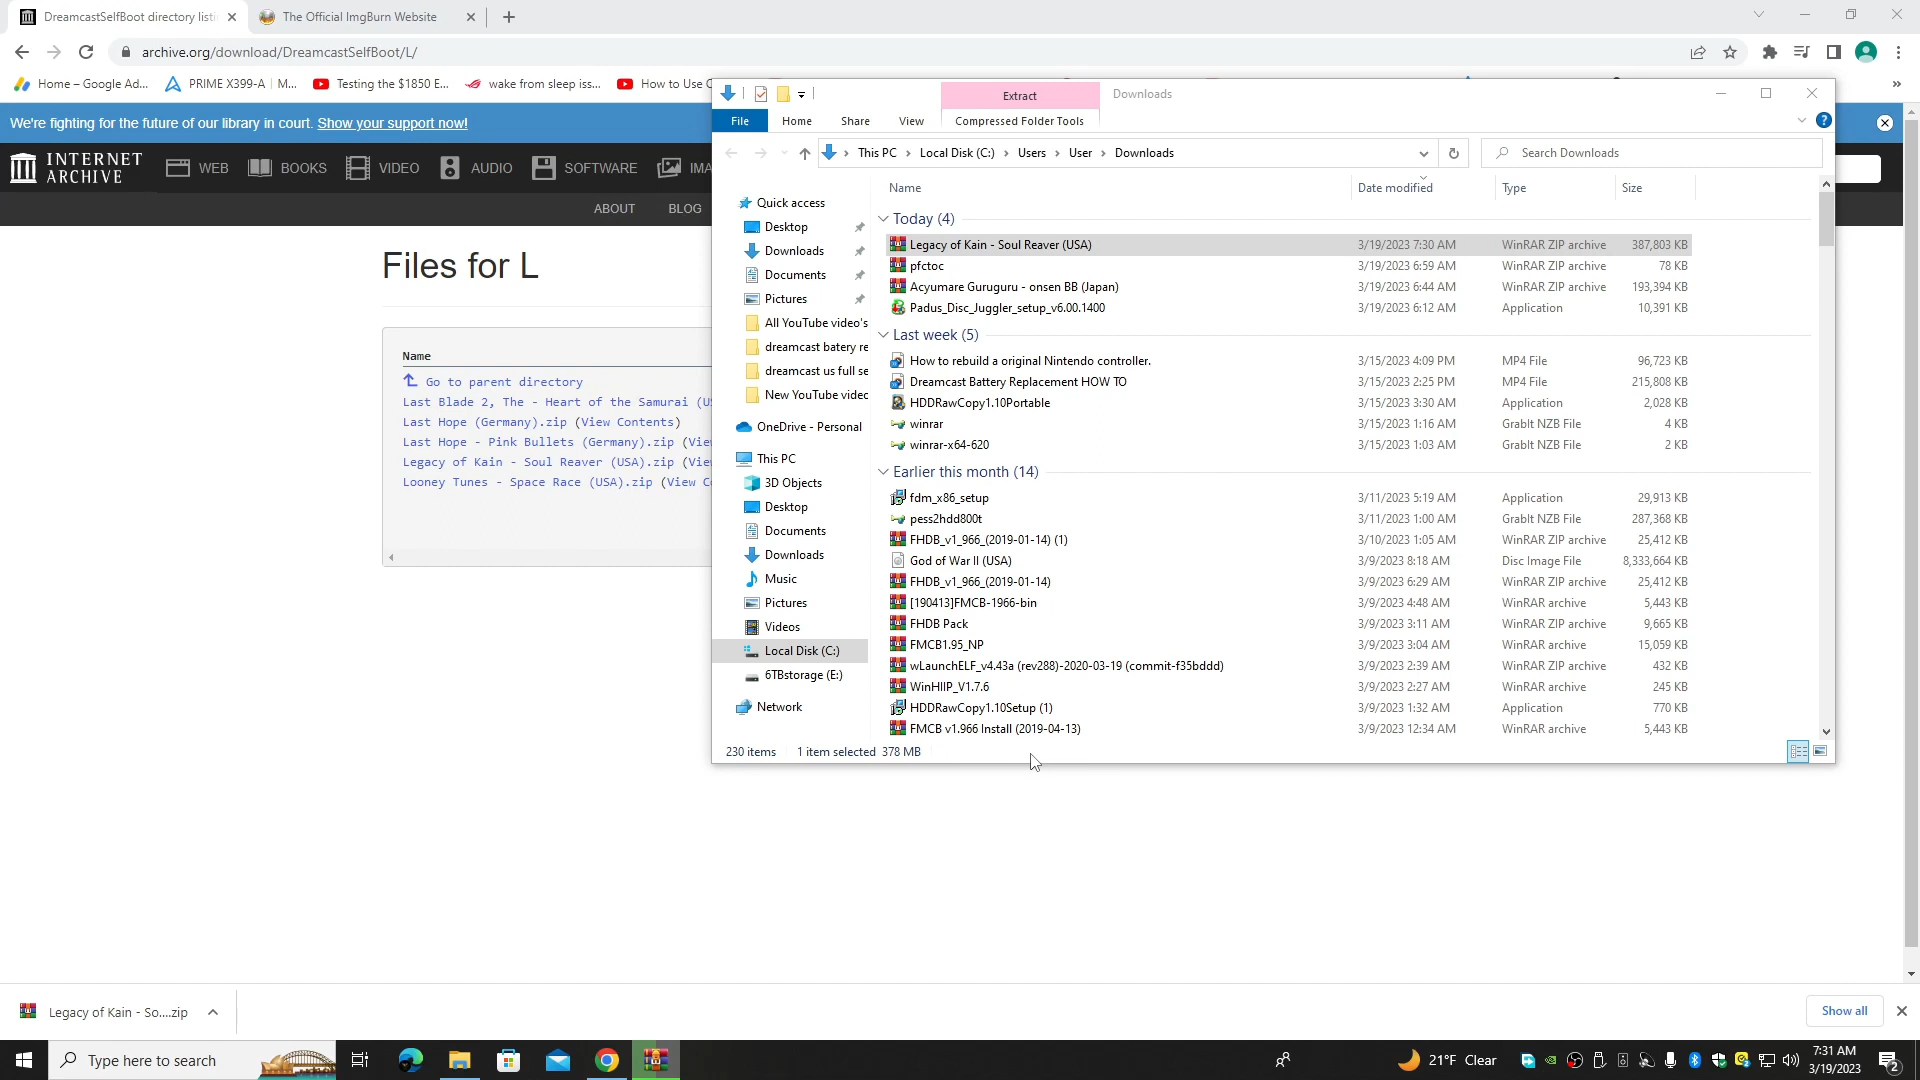 DreamcastSelfBoot directory listi
The Official ImgBurn Website
archive.org/download/DreamcastSelfBoot/L/
Home – Google Ad...
PRIME X399-A | M...
Testing the $1850 E...
wake from sleep iss...
How to Use C
»
We're fighting for the future of our library in court. Show your support now!
INTERNET
ARCHIVE
WEB
BOOKS
VIDEO
AUDIO
SOFTWARE
IMA
ABOUT
BLOG
Files for L
Name
Go to parent directory
Last Blade 2, The - Heart of the Samurai (US
Last Hope (Germany).zip (View Contents)
Last Hope - Pink Bullets (Germany).zip (View
Legacy of Kain - Soul Reaver (USA).zip (View
Looney Tunes - Space Race (USA).zip (View Co
Extract
Downloads
File
Home
Share
View
Compressed Folder Tools
This PC › Local Disk (C:) › Users › User › Downloads
Search Downloads
Quick access
Desktop
Downloads
Documents
Pictures
All YouTube video's
dreamcast batery re
dreamcast us full se
New YouTube videc
OneDrive - Personal
This PC
3D Objects
Desktop
Documents
Downloads
Music
Pictures
Videos
Local Disk (C:)
6TBstorage (E:)
Network
Name Date modified Type Size
Today (4)
Legacy of Kain - Soul Reaver (USA) 3/19/2023 7:30 AM WinRAR ZIP archive 387,803 KB
pfctoc 3/19/2023 6:59 AM WinRAR ZIP archive 78 KB
Acyumare Guruguru - onsen BB (Japan) 3/19/2023 6:44 AM WinRAR ZIP archive 193,394 KB
Padus_Disc_Juggler_setup_v6.00.1400 3/19/2023 6:12 AM Application 10,391 KB
Last week (5)
How to rebuild a original Nintendo controller. 3/15/2023 4:09 PM MP4 File 96,723 KB
Dreamcast Battery Replacement HOW TO 3/15/2023 2:25 PM MP4 File 215,808 KB
HDDRawCopy1.10Portable 3/15/2023 3:30 AM Application 2,028 KB
winrar 3/15/2023 1:16 AM GrabIt NZB File 4 KB
winrar-x64-620 3/15/2023 1:03 AM GrabIt NZB File 2 KB
Earlier this month (14)
fdm_x86_setup 3/11/2023 5:19 AM Application 29,913 KB
pess2hdd800t 3/11/2023 1:00 AM GrabIt NZB File 287,368 KB
FHDB_v1_966_(2019-01-14) (1) 3/10/2023 1:05 AM WinRAR ZIP archive 25,412 KB
God of War II (USA) 3/9/2023 8:18 AM Disc Image File 8,333,664 KB
FHDB_v1_966_(2019-01-14) 3/9/2023 6:29 AM WinRAR ZIP archive 25,412 KB
[190413]FMCB-1966-bin 3/9/2023 4:48 AM WinRAR archive 5,443 KB
FHDB Pack 3/9/2023 3:11 AM WinRAR ZIP archive 9,665 KB
FMCB1.95_NP 3/9/2023 3:04 AM WinRAR archive 15,059 KB
wLaunchELF_v4.43a (rev288)-2020-03-19 (commit-f35bddd) 3/9/2023 2:39 AM WinRAR ZIP archive 432 KB
WinHIIP_V1.7.6 3/9/2023 2:27 AM WinRAR archive 245 KB
HDDRawCopy1.10Setup (1) 3/9/2023 1:32 AM Application 770 KB
FMCB v1.966 Install (2019-04-13) 3/9/2023 12:34 AM WinRAR archive 5,443 KB
230 items 1 item selected 378 MB
Legacy of Kain - So....zip
Show all
Type here to search
21°F Clear
7:31 AM
3/19/2023
2